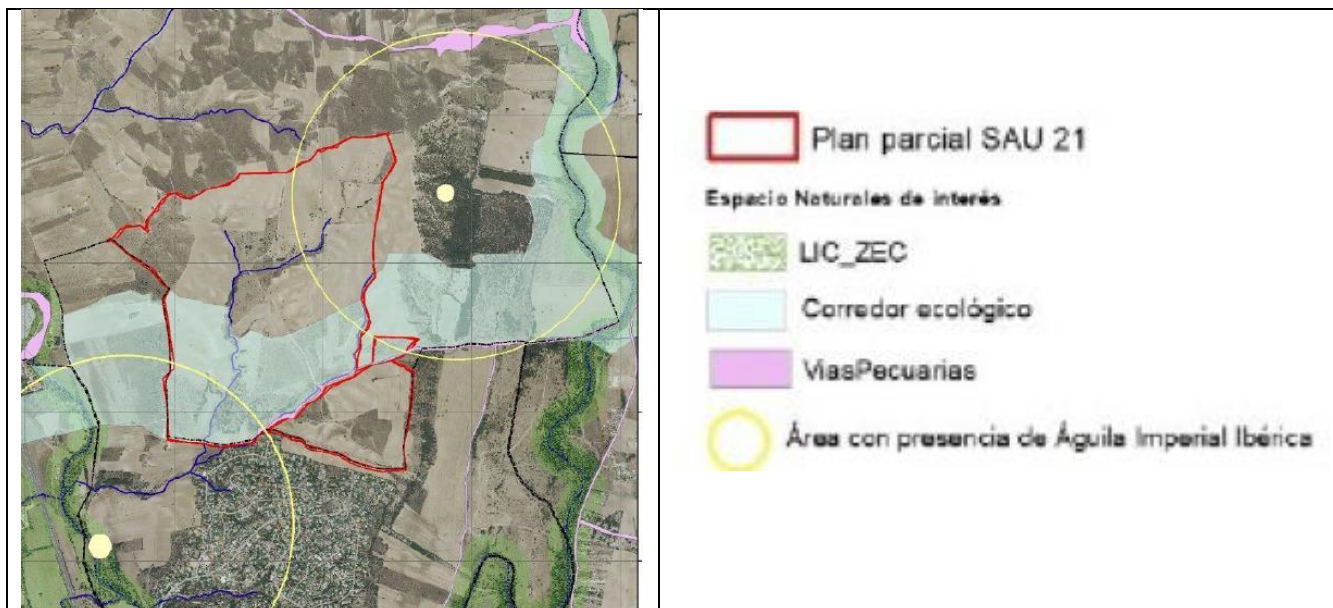 Plan parcial SAU 21
Espacio Naturales de interés
LIC_ZEC
Corredor ecológico
ViasPecuarias
Área con presencia de Águila Imperial Ibérica